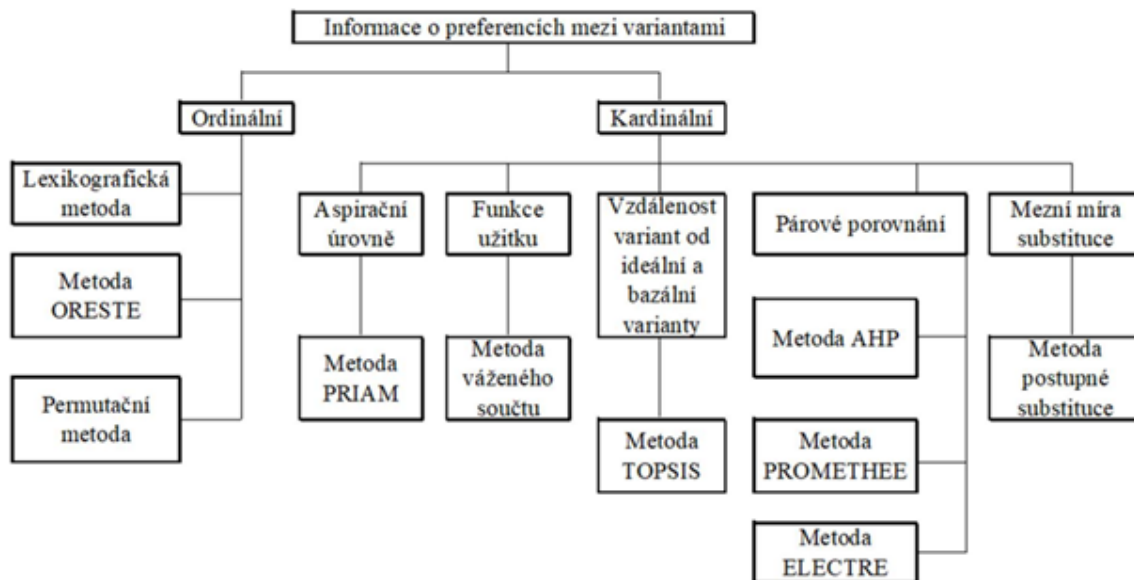 Informace o preferencích mezi variantami
Ordinální
Kardinální
Lexikografická
metoda
Metoda
ORESTE
Permutační
metoda
Aspirační
úrovně
Metoda
PRIAM
Funkce
užitku
Metoda
váženého
součtu
Vzdálenost
variant od
ideální a
bazální
varianty
Metoda
TOPSIS
Párové porovnání
Metoda AHP
Metoda
PROMETHEE
Metoda
ELECTRE
Mezní míra
substituce
Metoda
postupné
substituce